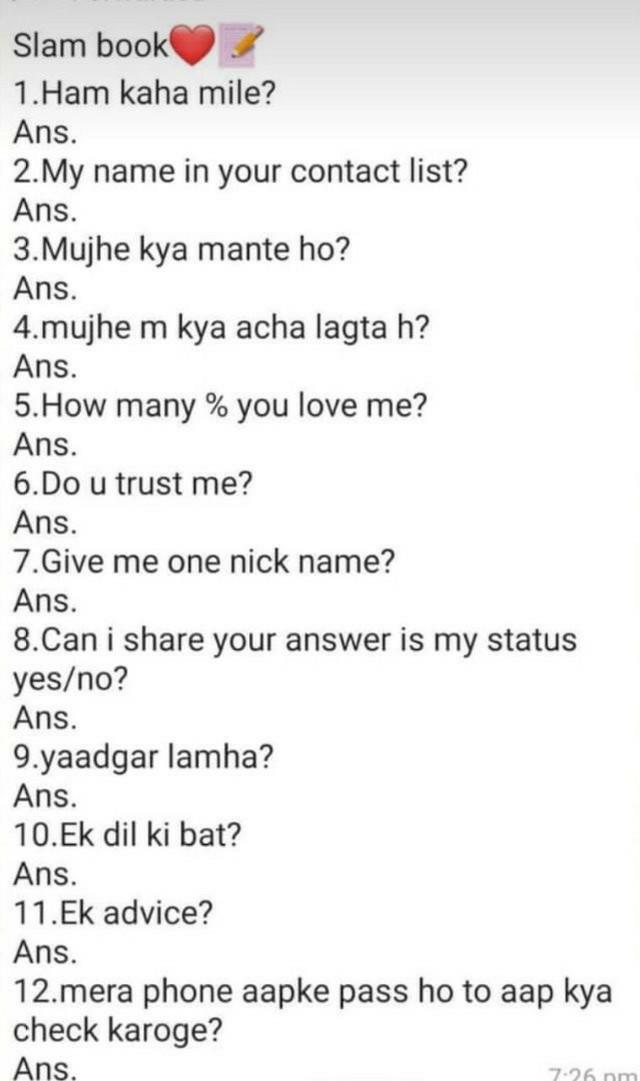 Slam book❤️📝
1.Ham kaha mile?
Ans.
2.My name in your contact list?
Ans.
3.Mujhe kya mante ho?
Ans.
4.mujhe m kya acha lagta h?
Ans.
5.How many % you love me?
Ans.
6.Do u trust me?
Ans.
7.Give me one nick name?
Ans.
8.Can i share your answer is my status
yes/no?
Ans.
9.yaadgar lamha?
Ans.
10.Ek dil ki bat?
Ans.
11.Ek advice?
Ans.
12.mera phone aapke pass ho to aap kya
check karoge?
Ans.
7:26 pm